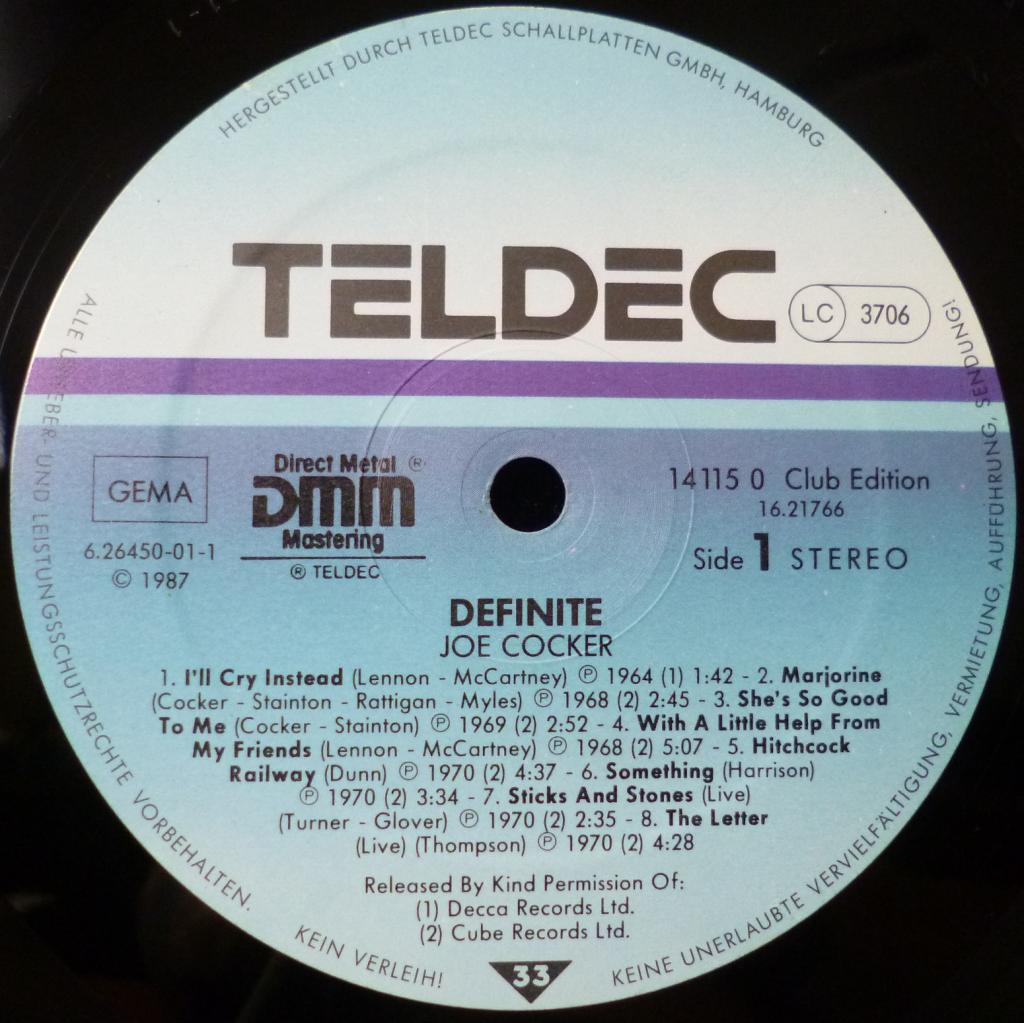 HERGESTELLT DURCH TELDEC SCHALLPLATTEN GMBH, HAMBURG
TELDEC
LC 3706
GEMA
6.26450-01-1
© 1987
Direct Metal ®
DMM
Mastering
® TELDEC
14115 0 Club Edition
16.21766
Side 1 STEREO
DEFINITE
JOE COCKER
1. I'll Cry Instead (Lennon - McCartney) ℗ 1964 (1) 1:42 - 2. Marjorine
(Cocker - Stainton - Rattigan - Myles) ℗ 1968 (2) 2:45 - 3. She's So Good
To Me (Cocker - Stainton) ℗ 1969 (2) 2:52 - 4. With A Little Help From
My Friends (Lennon - McCartney) ℗ 1968 (2) 5:07 - 5. Hitchcock
Railway (Dunn) ℗ 1970 (2) 4:37 - 6. Something (Harrison)
℗ 1970 (2) 3:34 - 7. Sticks And Stones (Live)
(Turner - Glover) ℗ 1970 (2) 2:35 - 8. The Letter
(Live) (Thompson) ℗ 1970 (2) 4:28
Released By Kind Permission Of:
(1) Decca Records Ltd.
(2) Cube Records Ltd.
33
ALLE URHEBER- UND LEISTUNGSSCHUTZRECHTE VORBEHALTEN.
KEIN VERLEIH!
KEINE UNERLAUBTE VERVIELFÄLTIGUNG, VERMIETUNG, AUFFÜHRUNG, SENDUNG!